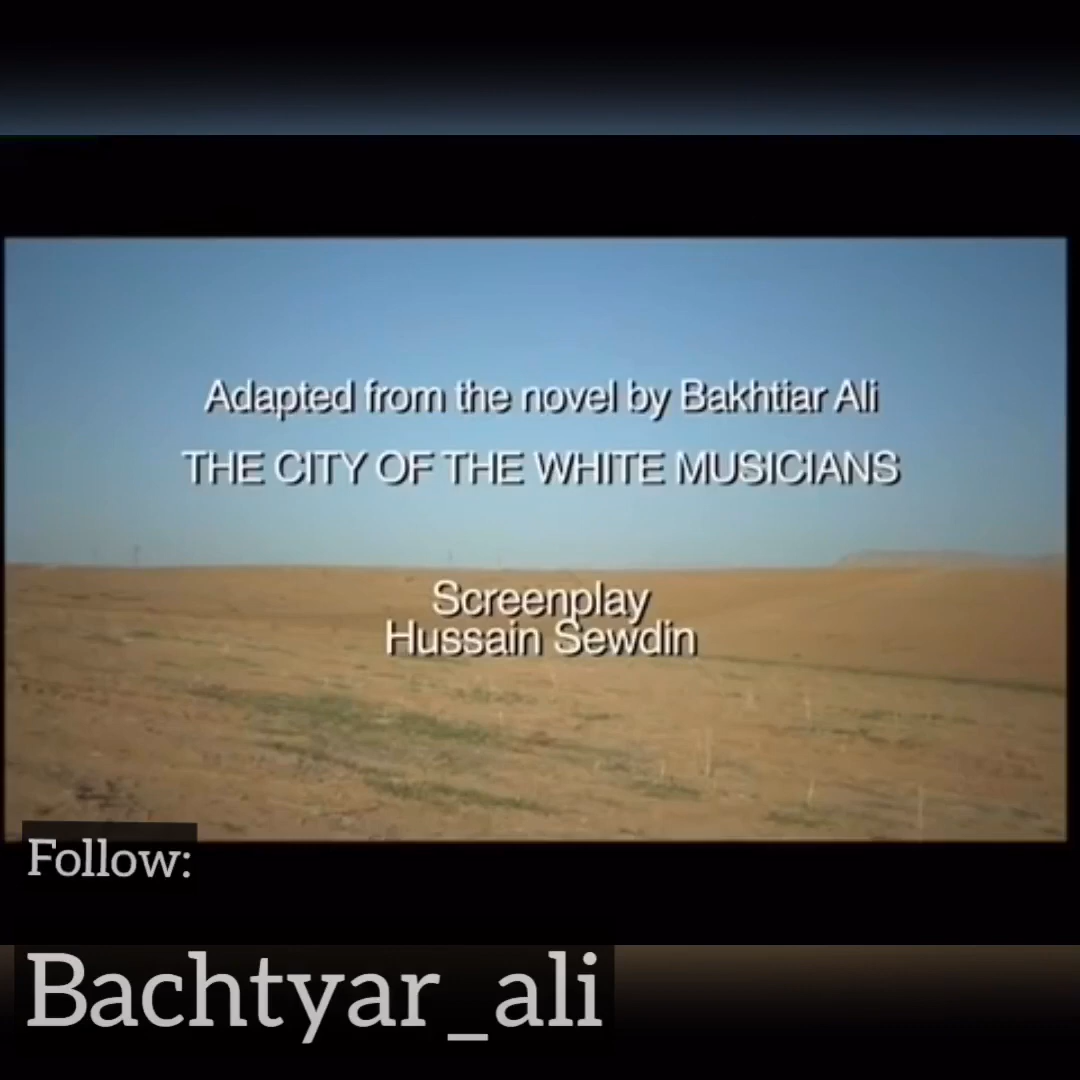 Adapted from the novel by Bakhtiar Ali
THE CITY OF THE WHITE MUSICIANS
Screenplay
Hussain Sewdin
Follow:
Bachtyar_ali